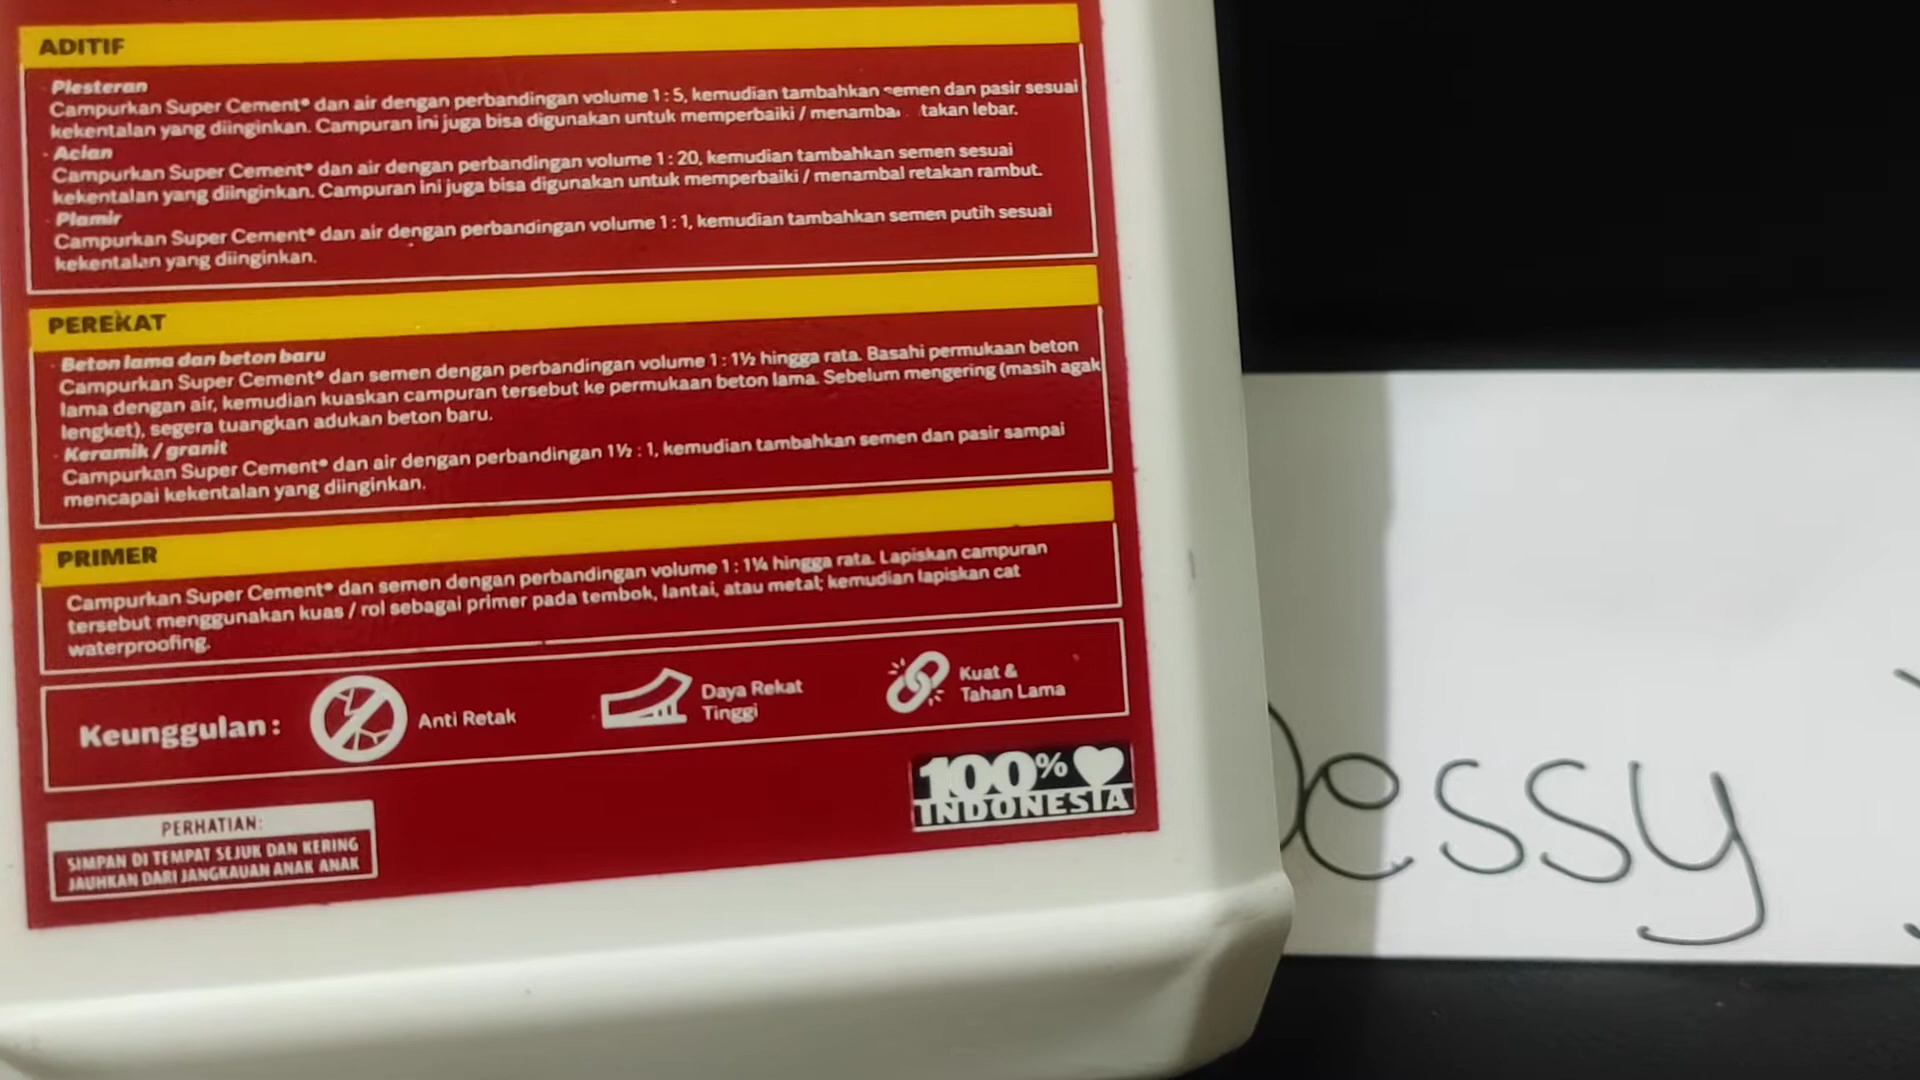 ADITIF
· Plesteran
Campurkan Super Cement® dan air dengan perbandingan volume 1 : 5, kemudian tambahkan semen dan pasir sesuai
kekentalan yang diinginkan. Campuran ini juga bisa digunakan untuk memperbaiki / lebar.
· Acian
Campurkan Super Cement® dan air dengan perbandingan volume 1 : 20, kemudian tambahkan semen sesuai
kekentalan yang diinginkan. Campuran ini juga bisa digunakan untuk memperbaiki / menambal retakan rambut.
· Plamir
Campurkan Super Cement® dan air dengan perbandingan volume 1 : 1, kemudian tambahkan semen putih sesuai
kekentalan yang diinginkan.
PEREKAT
· Beton lama dan beton baru
Campurkan Super Cement® dan semen dengan perbandingan volume 1 : 1½ hingga rata. Basahi permukaan beton
lama dengan air, kemudian kuaskan campuran tersebut ke permukaan beton lama. Sebelum mengering (masih agak
lengket), segera tuangkan adukan beton baru.
· Keramik / granit
Campurkan Super Cement® dan air dengan perbandingan 1½ : 1, kemudian tambahkan semen dan pasir sampai
mencapai kekentalan yang diinginkan.
PRIMER
Campurkan Super Cement® dan semen dengan perbandingan volume 1 : 1¼ hingga rata. Lapiskan campuran
tersebut menggunakan kuas / rol sebagai primer pada tembok, lantai, atau metal; kemudian lapiskan cat
waterproofing.
Keunggulan :
Anti Retak
Daya Rekat
Tinggi
Kuat &
Tahan Lama
100%
INDONESIA
PERHATIAN:
SIMPAN DI TEMPAT SEJUK DAN KERING
JAUHKAN DARI JANGKAUAN ANAK ANAK
Dessy